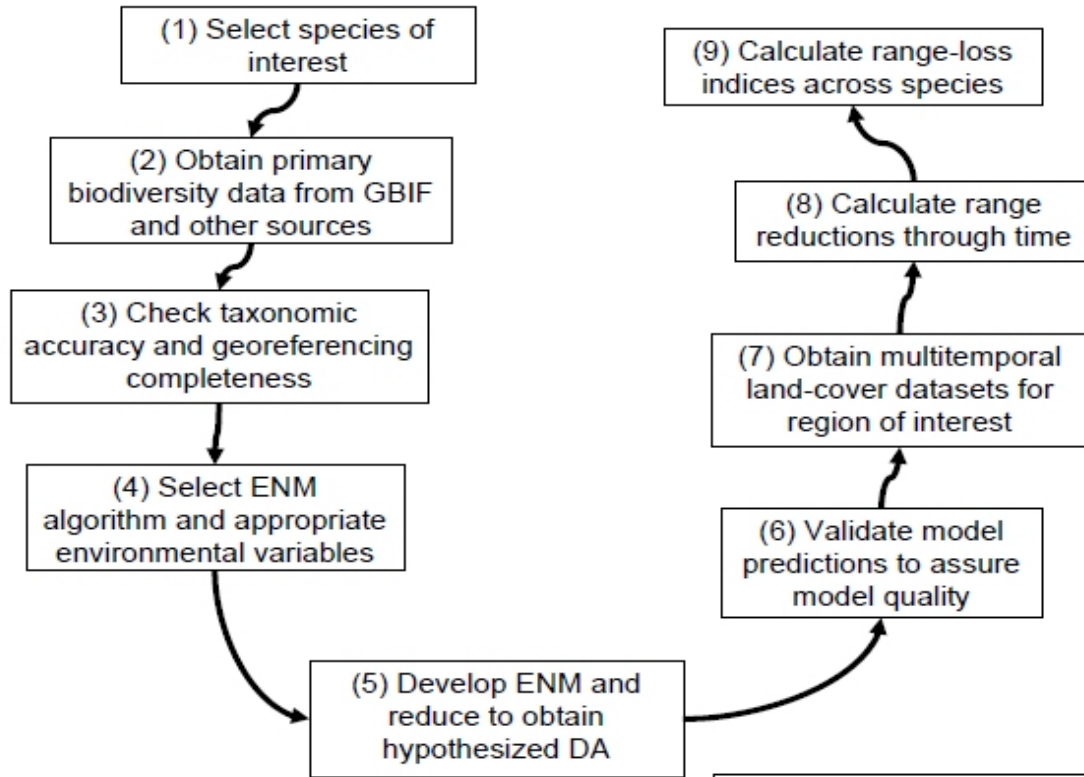 (1) Select species of
interest
(2) Obtain primary
biodiversity data from GBIF
and other sources
(3) Check taxonomic
accuracy and georeferencing
completeness
(4) Select ENM
algorithm and appropriate
environmental variables
(5) Develop ENM and
reduce to obtain
hypothesized DA
(6) Validate model
predictions to assure
model quality
(7) Obtain multitemporal
land-cover datasets for
region of interest
(8) Calculate range
reductions through time
(9) Calculate range-loss
indices across species